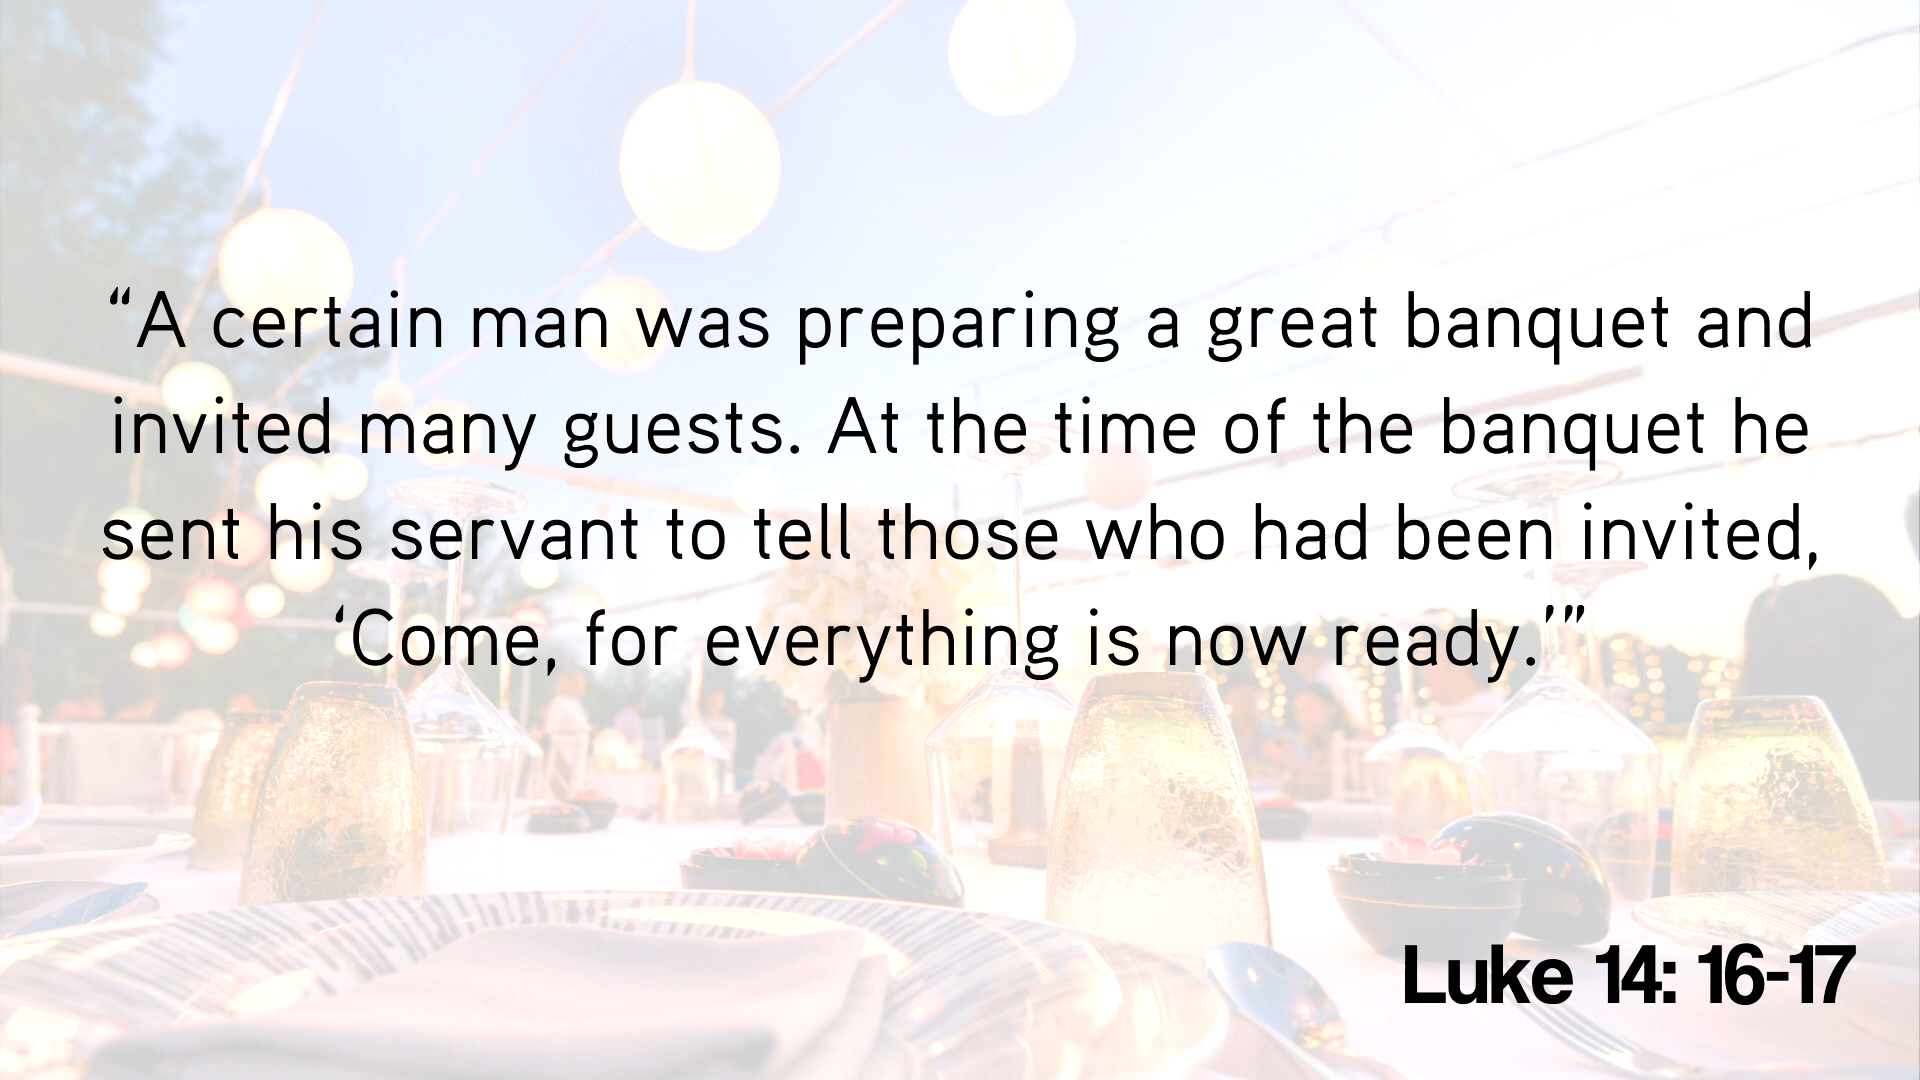 “A certain man was preparing a great banquet and
invited many guests. At the time of the banquet he
sent his servant to tell those who had been invited,
‘Come, for everything is now ready.’”
Luke 14: 16-17